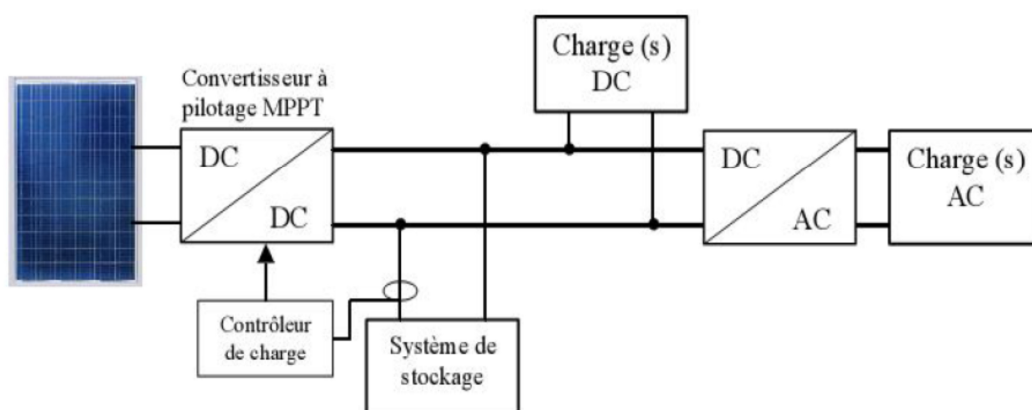 Charge (s)
DC
Convertisseur à
pilotage MPPT
DC
DC
DC
AC
Charge (s)
AC
Contrôleur
de charge
Système de
stockage